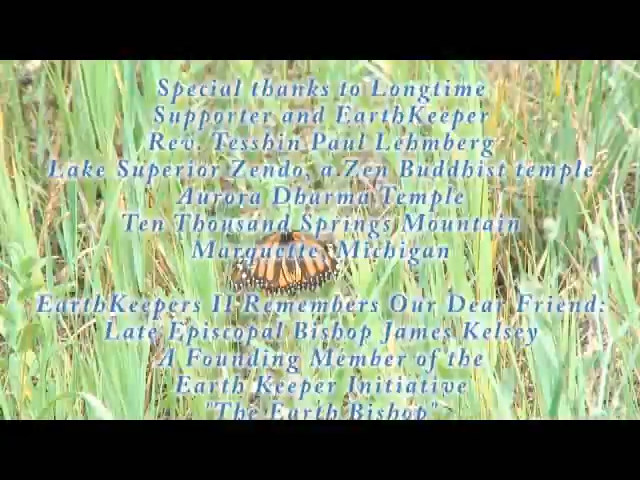 Special thanks to Longtime
Supporter and EarthKeeper
Rev. Tesshin Paul Lehmberg
Lake Superior Zendo, a Zen Buddhist temple
Aurora Dharma Temple
Ten Thousand Springs Mountain
Marquette, Michigan
EarthKeepers II Remembers Our Dear Friend:
Late Episcopal Bishop James Kelsey
A Founding Member of the
Earth Keeper Initiative
"The Earth Bishop"